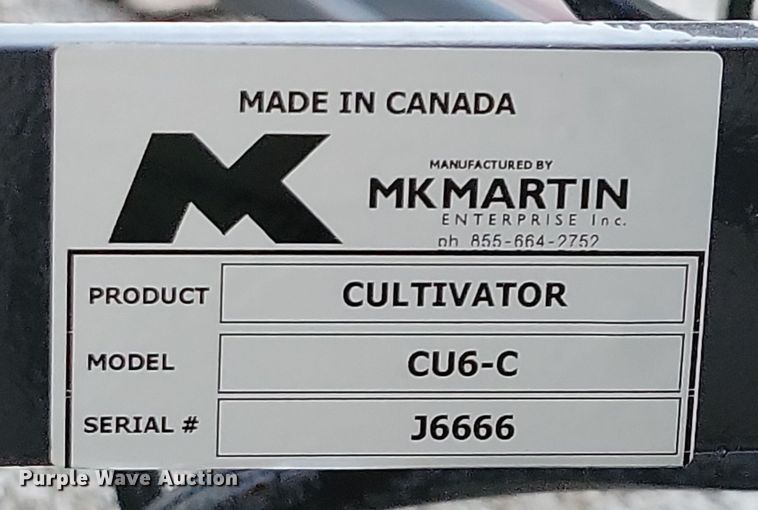 MADE IN CANADA
MK
MANUFACTURED BY
MKMARTIN
ENTERPRISE Inc.
ph 855-664-2752
PRODUCT CULTIVATOR
MODEL CU6-C
SERIAL # J6666
Purple Wave Auction